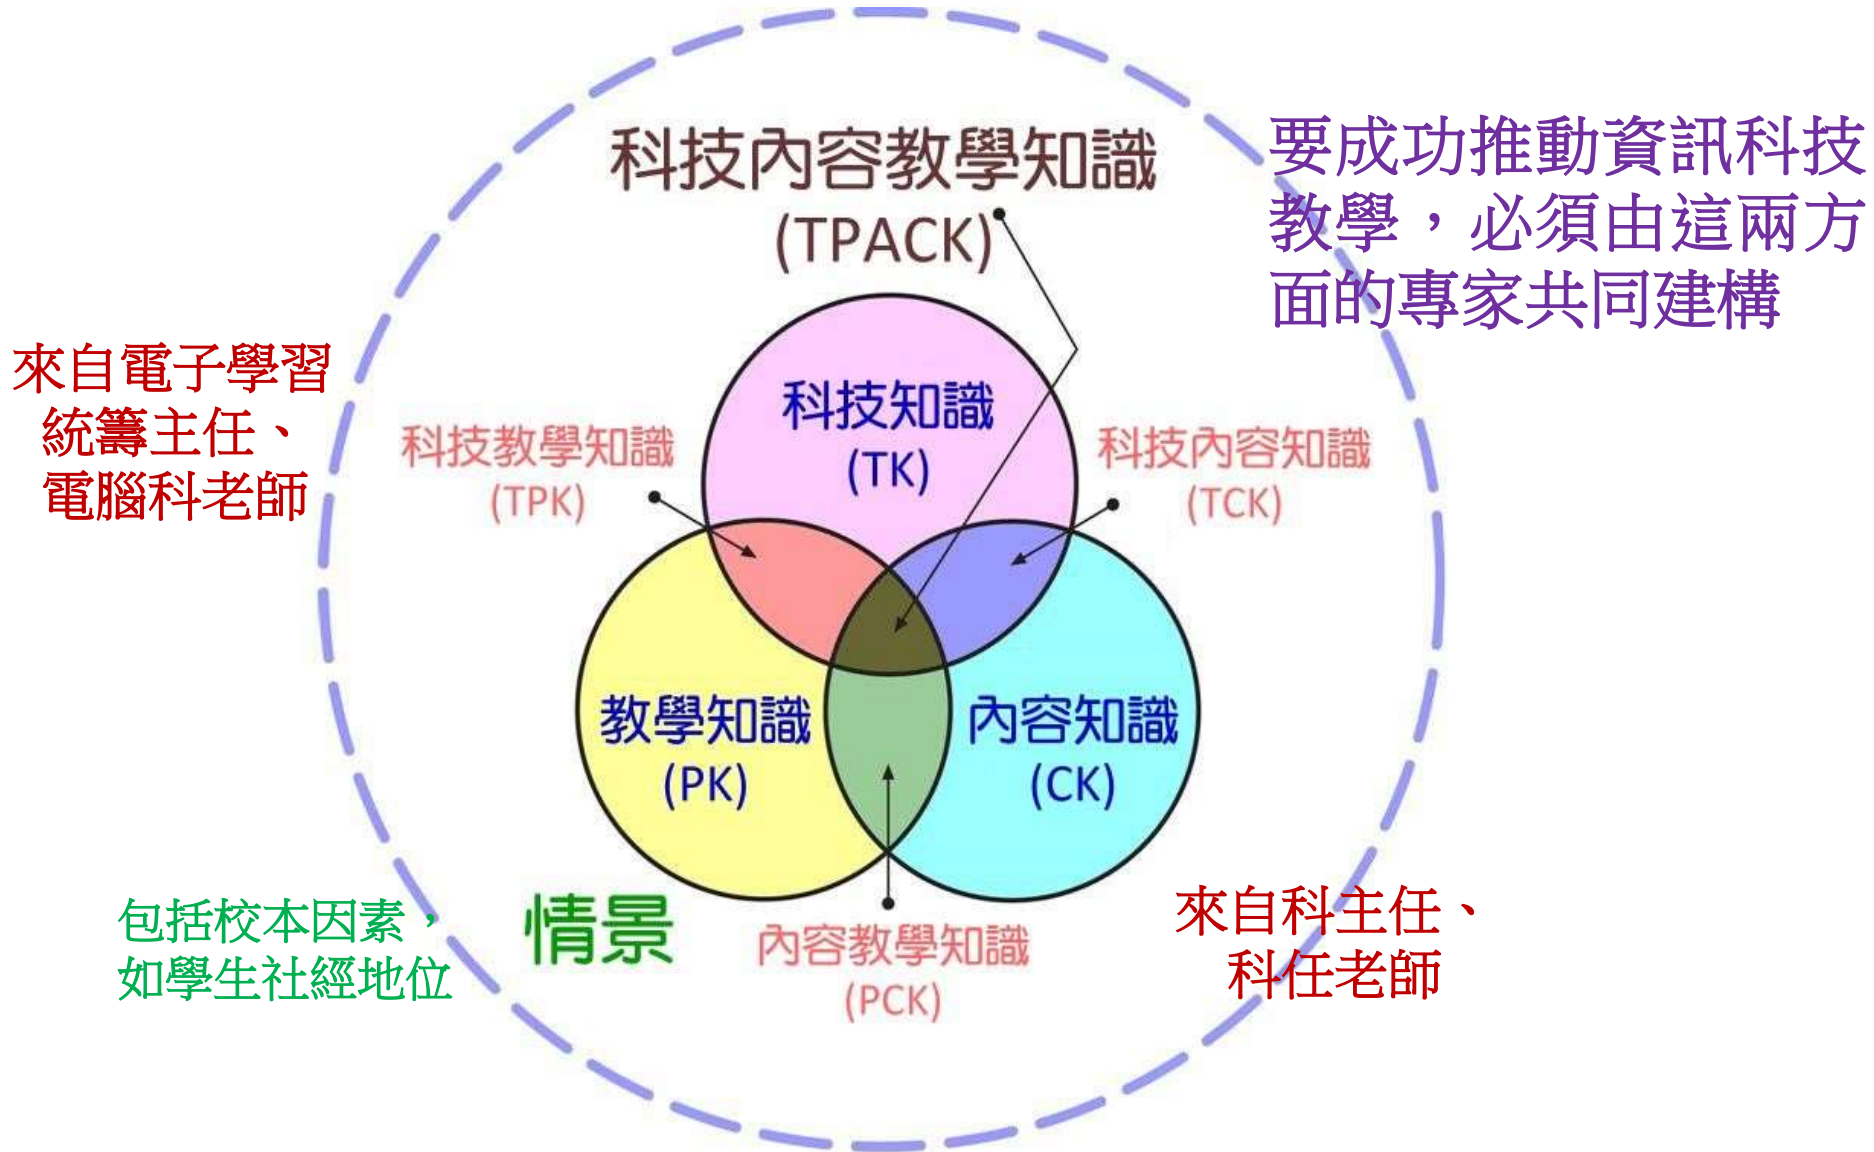 科技內容教學知識
(TPACK)
要成功推動資訊科技
教學，必須由這兩方
面的專家共同建構
來自電子學習
統籌主任、
電腦科老師
科技教學知識
(TPK)
科技知識
(TK)
科技內容知識
(TCK)
教學知識
(PK)
內容知識
(CK)
包括校本因素，
如學生社經地位
情景
內容教學知識
(PCK)
來自科主任、
科任老師